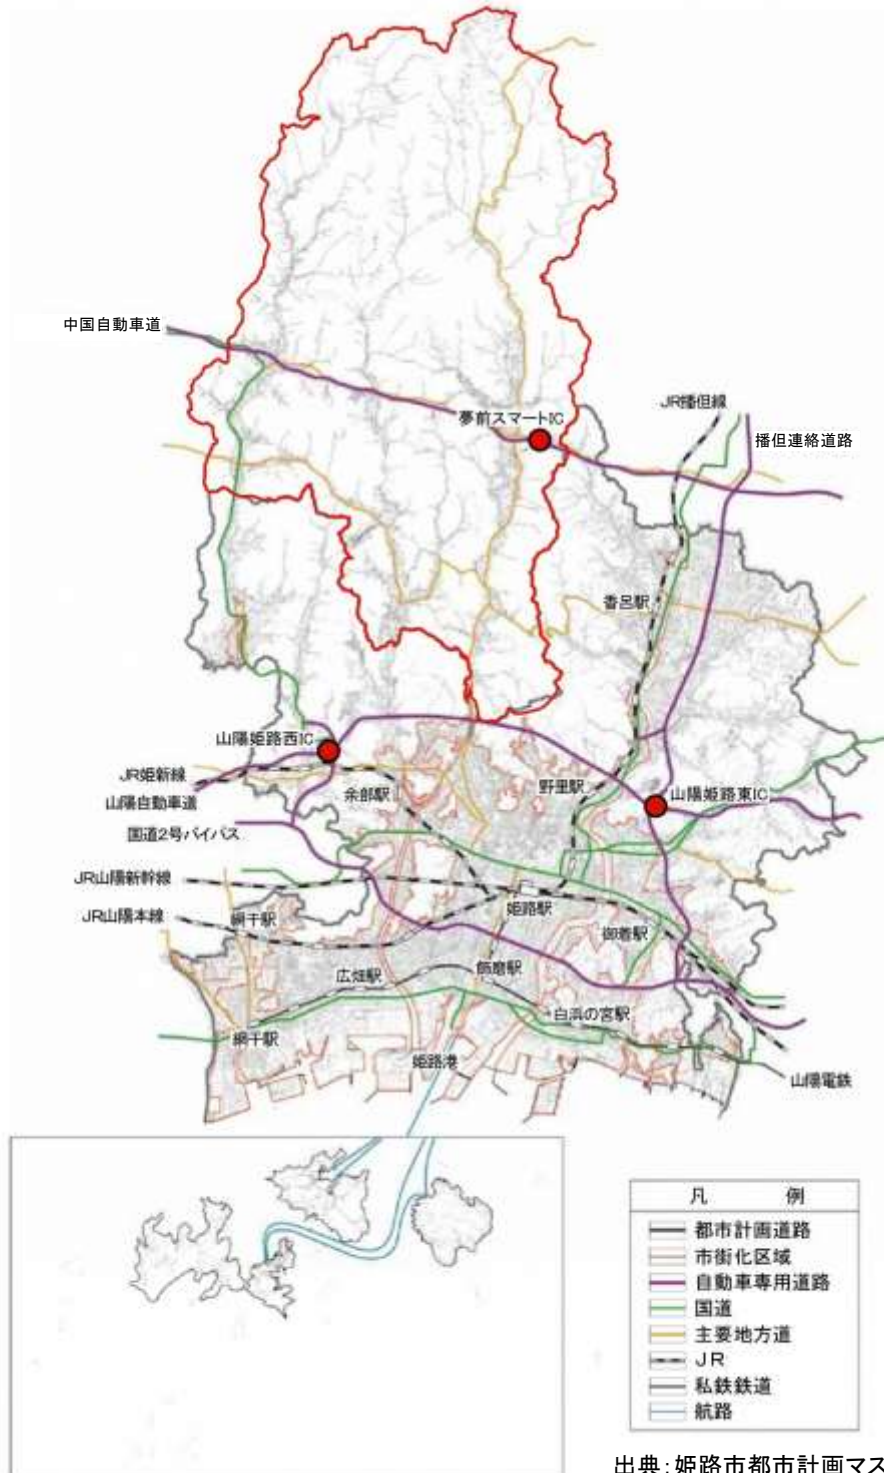 中国自動車道
夢前スマートIC
JR播但線
播但連絡道路
香呂駅
山陽姫路西IC
JR姫新線
山陽自動車道
国道2号バイパス
余部駅
野里駅
山陽姫路東IC
JR山陽新幹線
JR山陽本線
網干駅
姫路駅
御着駅
広畑駅
飾磨駅
白浜の宮駅
網干駅
姫路港
山陽電鉄
凡 例
都市計画道路
市街化区域
自動車専用道路
国道
主要地方道
JR
私鉄鉄道
航路
出典：姫路市都市計画マス